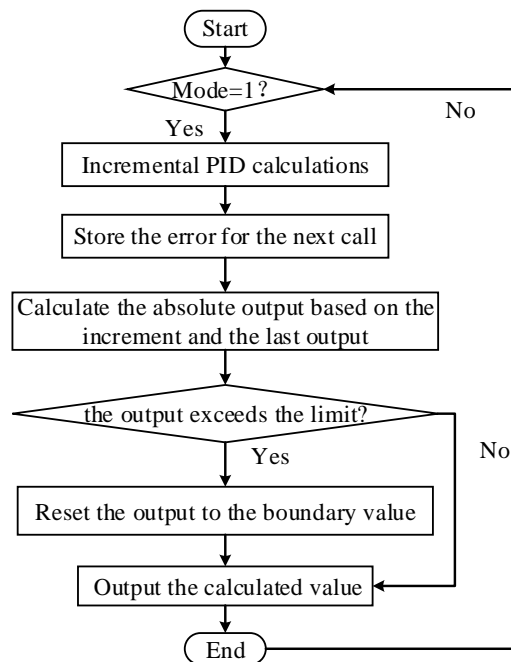 Start
Mode=1?
No
Yes
Incremental PID calculations
Store the error for the next call
Calculate the absolute output based on the
increment and the last output
the output exceeds the limit?
No
Yes
Reset the output to the boundary value
Output the calculated value
End